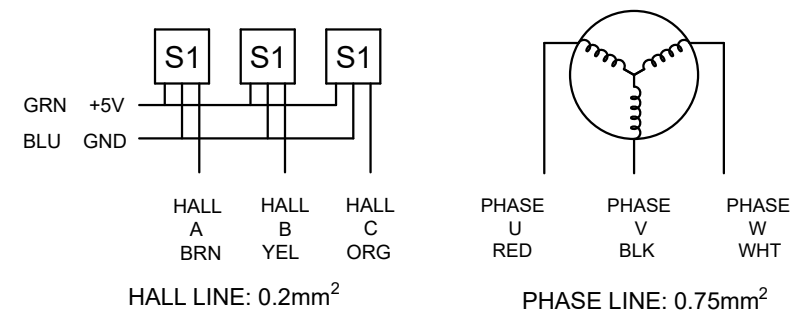 S1 S1 S1
GRN +5V
BLU GND
HALL HALL HALL PHASE PHASE PHASE
A B C U V W
BRN YEL ORG RED BLK WHT
HALL LINE: 0.2mm² PHASE LINE: 0.75mm²